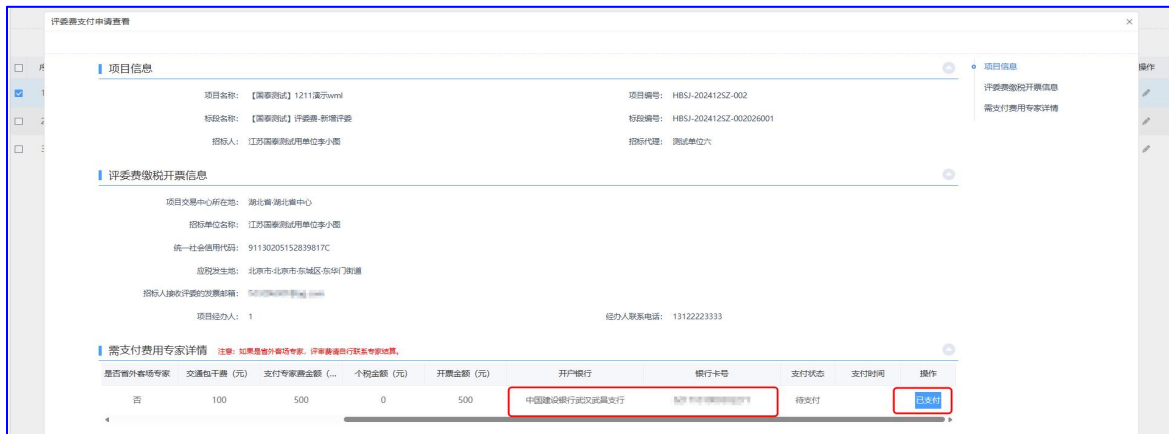 评委费支付申请查看 ×
项目信息
项目名称： 【国泰测试】1211演示wml 项目编号： HBSJ-202412SZ-002
标段名称： 【国泰测试】评委费-新增评委 标段编号： HBSJ-202412SZ-002026001
招标人： 江苏国泰测试用单位李小图 招标代理： 测试单位六
评委费缴税开票信息
项目交易中心所在地： 湖北省·湖北省中心
招标单位名称： 江苏国泰测试用单位李小图
统一社会信用代码： 91130205152839817C
应税发生地： 北京市·北京市·东城区·东华门街道
招标人接收评委的发票邮箱：
项目经办人： 1 经办人联系电话： 13122223333
需支付费用专家详情 注意：如果是省外客场专家，评审费请自行联系专家结算。
是否省外客场专家 交通包干费（元） 支付专家费金额（... 个税金额（元） 开票金额（元） 开户银行 银行卡号 支付状态 支付时间 操作
否 100 500 0 500 中国建设银行武汉武昌支行 待支付 已支付
项目信息
评委费缴税开票信息
需支付费用专家详情
操作